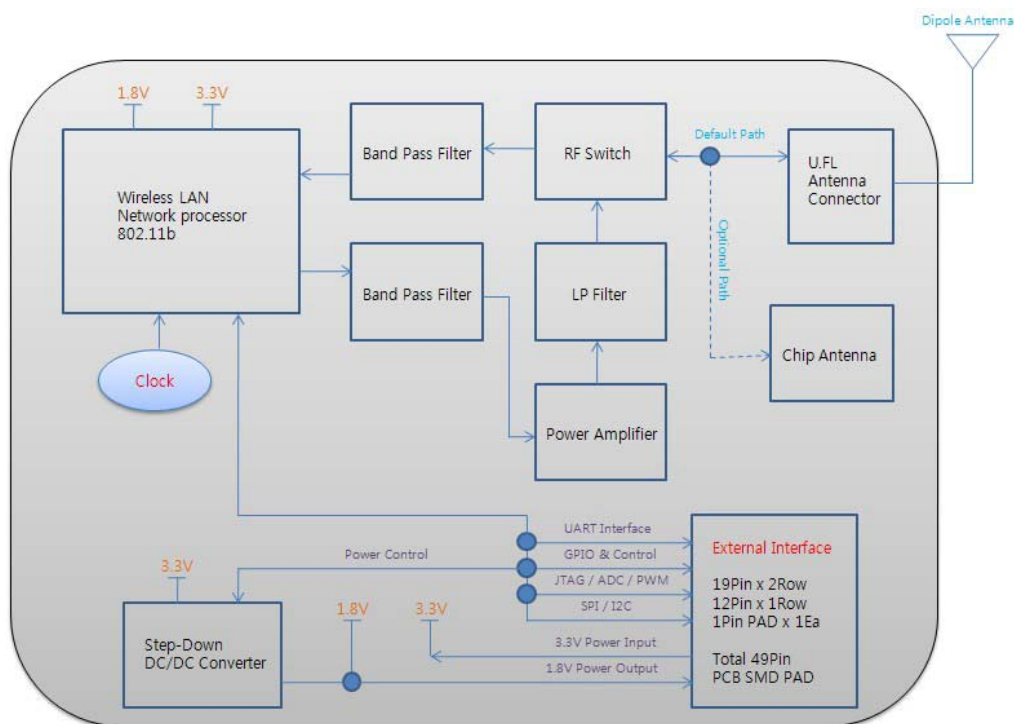 Dipole Antenna
1.8V
3.3V
Wireless LAN
Network processor
802.11b
Band Pass Filter
RF Switch
Default Path
U.FL
Antenna
Connector
Optional Path
Band Pass Filter
LP Filter
Chip Antenna
Clock
Power Amplifier
UART Interface
Power Control
GPIO & Control
JTAG / ADC / PWM
SPI / I2C
3.3V Power Input
1.8V Power Output
3.3V
1.8V
3.3V
Step-Down
DC/DC Converter
External Interface
19Pin x 2Row
12Pin x 1Row
1Pin PAD x 1Ea
Total 49Pin
PCB SMD PAD